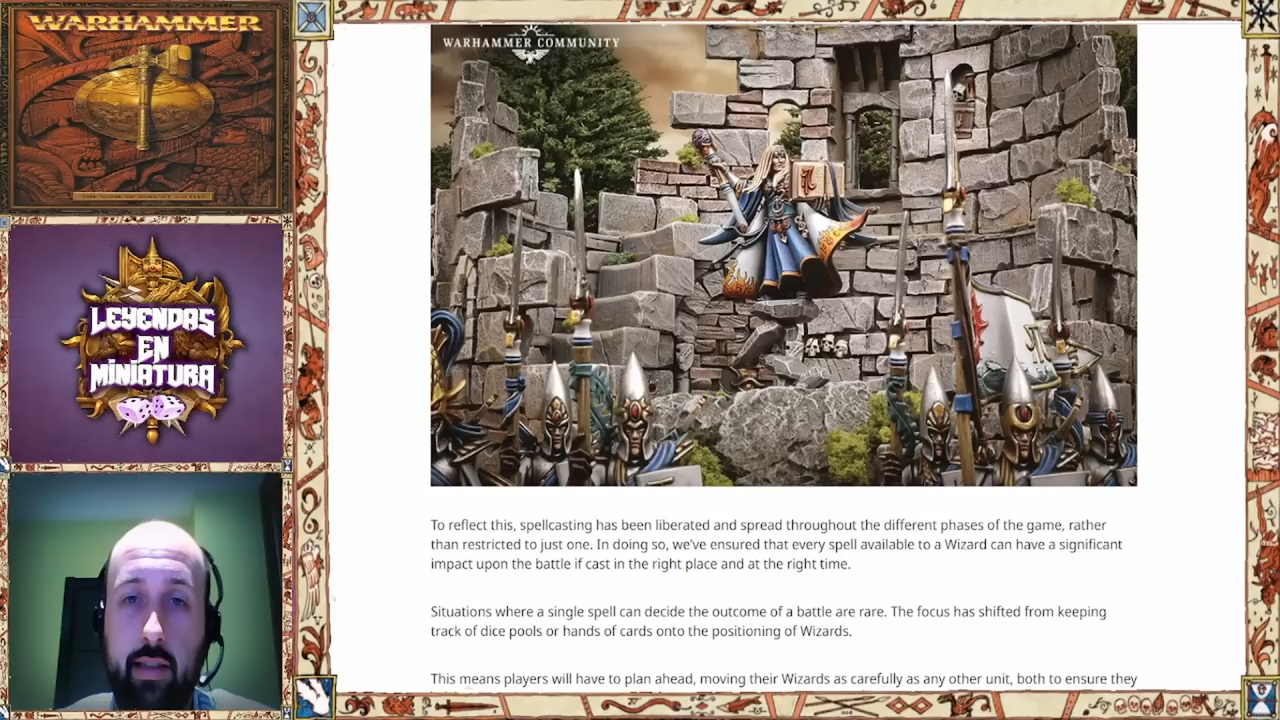 WARHAMMER
LEYENDAS
EN
MINIATURA
WARHAMMER COMMUNITY
To reflect this, spellcasting has been liberated and spread throughout the different phases of the game, rather
than restricted to just one. In doing so, we've ensured that every spell available to a Wizard can have a significant
impact upon the battle if cast in the right place and at the right time.
Situations where a single spell can decide the outcome of a battle are rare. The focus has shifted from keeping
track of dice pools or hands of cards onto the positioning of Wizards.
This means players will have to plan ahead, moving their Wizards as carefully as any other unit, both to ensure they